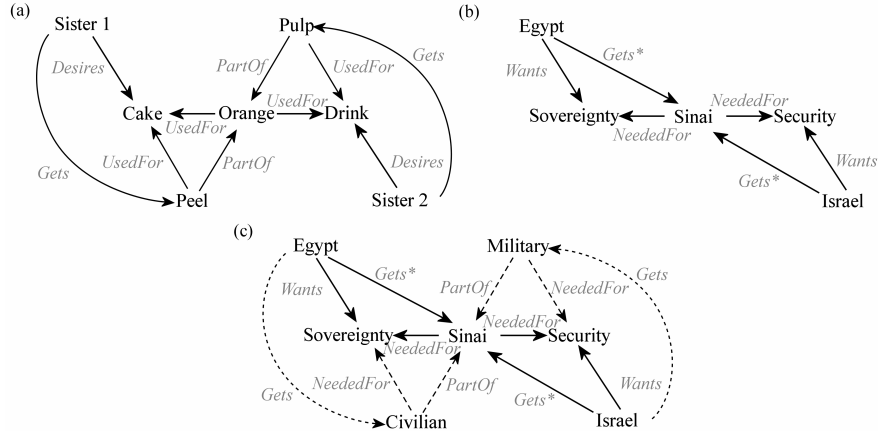 (a)
Sister 1
Pulp
Desires
PartOf
UsedFor
Gets
Cake
UsedFor
Orange
UsedFor
Drink
UsedFor
PartOf
Desires
Gets
Peel
Sister 2
(b)
Egypt
Gets*
Wants
Sovereignty
NeededFor
Sinai
NeededFor
Security
Gets*
Wants
Israel
(c)
Egypt
Military
Gets*
Wants
PartOf
NeededFor
Gets
Sovereignty
NeededFor
Sinai
NeededFor
Security
Gets
NeededFor
PartOf
Gets*
Wants
Civilian
Israel